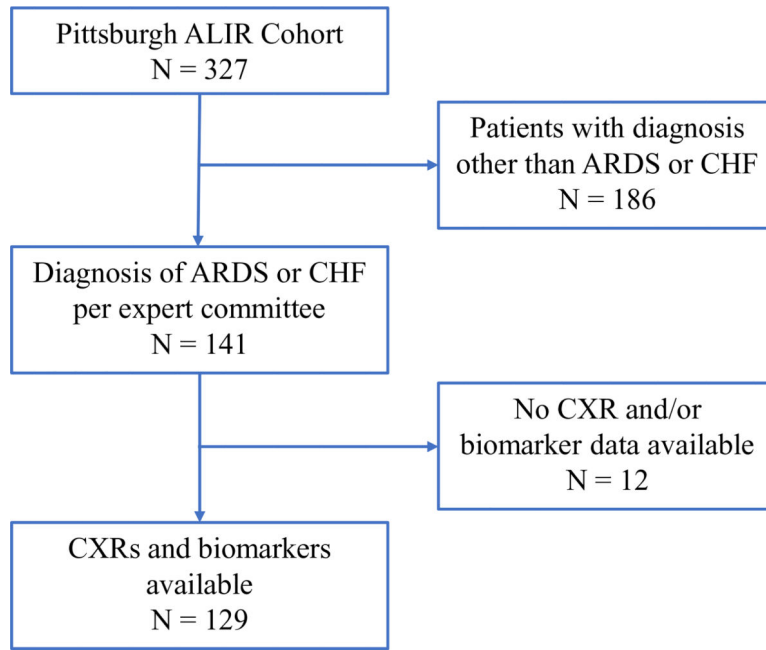 Pittsburgh ALIR Cohort
N = 327
Patients with diagnosis
other than ARDS or CHF
N = 186
Diagnosis of ARDS or CHF
per expert committee
N = 141
No CXR and/or
biomarker data available
N = 12
CXRs and biomarkers
available
N = 129